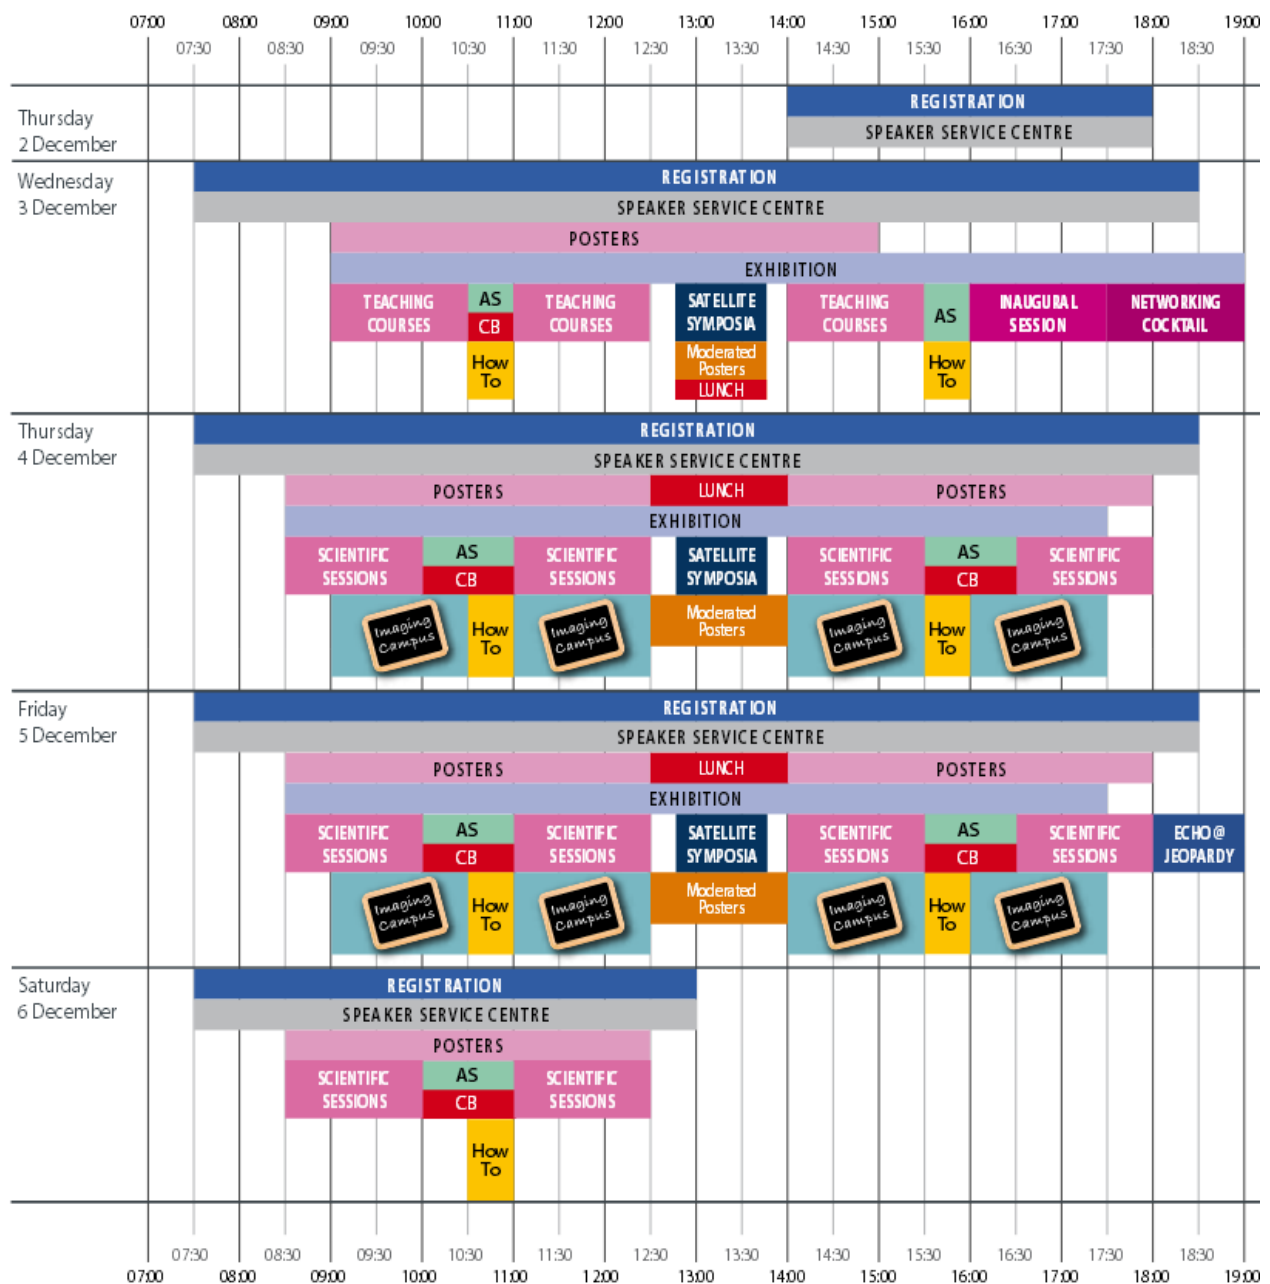 07:00 08:00 09:00 10:00 11:00 12:00 13:00 14:00 15:00 16:00 17:00 18:00 19:00
07:30 08:30 09:30 10:30 11:30 12:30 13:30 14:30 15:30 16:30 17:30 18:30
Thursday
2 December
REGISTRATION
SPEAKER SERVICE CENTRE
Wednesday
3 December
REGISTRATION
SPEAKER SERVICE CENTRE
POSTERS
EXHIBITION
TEACHING
COURSES
AS
CB
TEACHING
COURSES
SATELLITE
SYMPOSIA
TEACHING
COURSES
AS
INAUGURAL
SESSION
NETWORKING
COCKTAIL
How
To
Moderated
Posters
LUNCH
How
To
Thursday
4 December
REGISTRATION
SPEAKER SERVICE CENTRE
POSTERS
LUNCH
POSTERS
EXHIBITION
SCIENTIFIC
SESSIONS
AS
CB
SCIENTIFIC
SESSIONS
SATELLITE
SYMPOSIA
SCIENTIFIC
SESSIONS
AS
CB
SCIENTIFIC
SESSIONS
Imaging
Campus
How
To
Imaging
Campus
Moderated
Posters
Imaging
Campus
How
To
Imaging
Campus
Friday
5 December
REGISTRATION
SPEAKER SERVICE CENTRE
POSTERS
LUNCH
POSTERS
EXHIBITION
SCIENTIFIC
SESSIONS
AS
CB
SCIENTIFIC
SESSIONS
SATELLITE
SYMPOSIA
SCIENTIFIC
SESSIONS
AS
CB
SCIENTIFIC
SESSIONS
ECHO@
JEOPARDY
Imaging
Campus
How
To
Imaging
Campus
Moderated
Posters
Imaging
Campus
How
To
Imaging
Campus
Saturday
6 December
REGISTRATION
SPEAKER SERVICE CENTRE
POSTERS
SCIENTIFIC
SESSIONS
AS
CB
SCIENTIFIC
SESSIONS
How
To
07:30 08:30 09:30 10:30 11:30 12:30 13:30 14:30 15:30 16:30 17:30 18:30
07:00 08:00 09:00 10:00 11:00 12:00 13:00 14:00 15:00 16:00 17:00 18:00 19:00